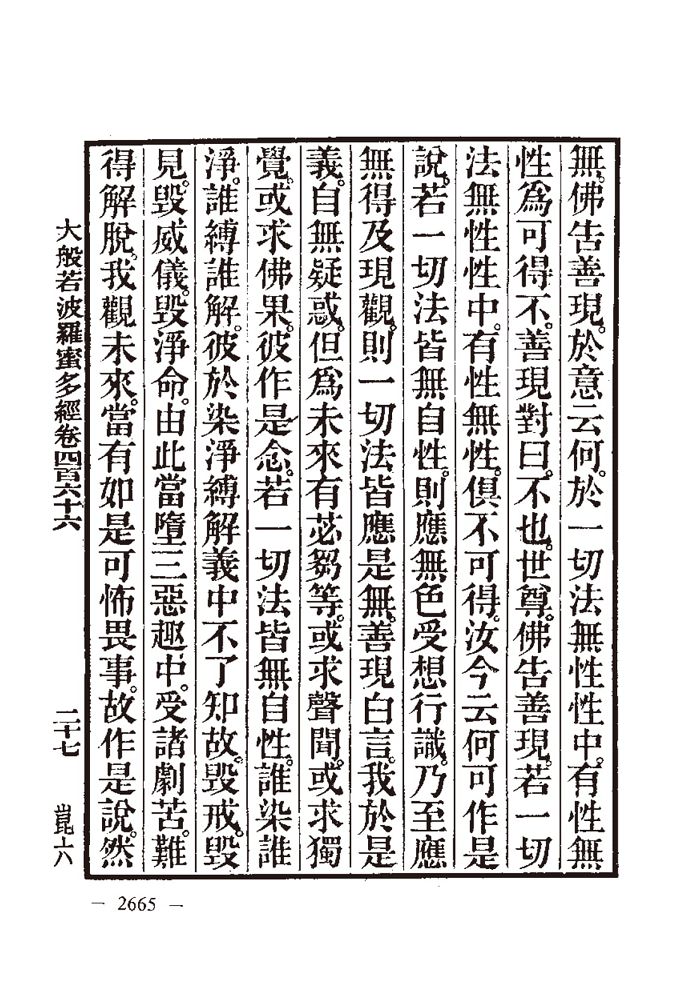 無。佛告善現。於意云何。於一切法無性性中。有性無
性爲可得不。善現對曰。不也。世尊。佛告善現。若一切
法無性性中。有性無性。俱不可得。汝今云何可作是
說。若一切法皆無自性。則應無色受想行識。乃至應
無得及現觀。則一切法皆應是無。善現白言。我於是
義。自無疑惑。但爲未來有苾芻等。或求聲聞。或求獨
覺。或求佛果。彼作是念。若一切法皆無自性。誰染誰
淨。誰縛誰解。彼於染淨縛解義中不了知故。毀戒。毀
見。毀威儀。毀淨命。由此當墮三惡趣中。受諸劇苦。難
得解脫。我觀未來。當有如是可怖畏事。故作是說。然
大般若波羅蜜多經卷四百六十六 二十七 崑六
— 2665 —